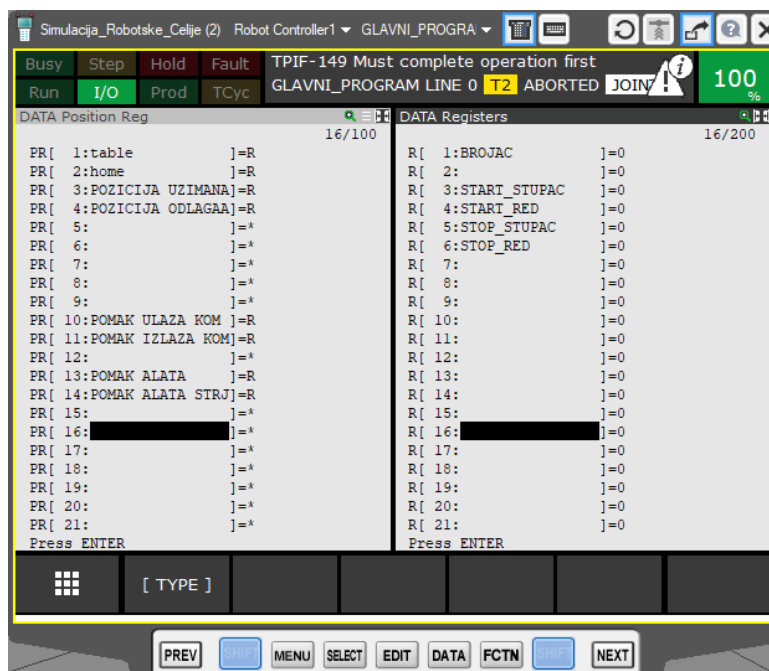 Simulacija_Robotske_Celije (2) Robot Controller1 GLAVNI_PROGRA
Busy Step Hold Fault
Run I/O Prod TCyc
TPIF-149 Must complete operation first
GLAVNI_PROGRAM LINE 0 T2 ABORTED JOINT
100 %
DATA Position Reg
16/100
PR[ 1:table ]=R
PR[ 2:home ]=R
PR[ 3:POZICIJA UZIMANA]=R
PR[ 4:POZICIJA ODLAGAA]=R
PR[ 5: ]=*
PR[ 6: ]=*
PR[ 7: ]=*
PR[ 8: ]=*
PR[ 9: ]=*
PR[ 10:POMAK ULAZA KOM ]=R
PR[ 11:POMAK IZLAZA KOM]=R
PR[ 12: ]=*
PR[ 13:POMAK ALATA ]=R
PR[ 14:POMAK ALATA STRJ]=R
PR[ 15: ]=*
PR[ 16: ]=*
PR[ 17: ]=*
PR[ 18: ]=*
PR[ 19: ]=*
PR[ 20: ]=*
PR[ 21: ]=*
Press ENTER
DATA Registers
16/200
R[ 1:BROJAC ]=0
R[ 2: ]=0
R[ 3:START_STUPAC ]=0
R[ 4:START_RED ]=0
R[ 5:STOP_STUPAC ]=0
R[ 6:STOP_RED ]=0
R[ 7: ]=0
R[ 8: ]=0
R[ 9: ]=0
R[ 10: ]=0
R[ 11: ]=0
R[ 12: ]=0
R[ 13: ]=0
R[ 14: ]=0
R[ 15: ]=0
R[ 16: ]=0
R[ 17: ]=0
R[ 18: ]=0
R[ 19: ]=0
R[ 20: ]=0
R[ 21: ]=0
Press ENTER
[ TYPE ]
PREV SHIFT MENU SELECT EDIT DATA FCTN SHIFT NEXT